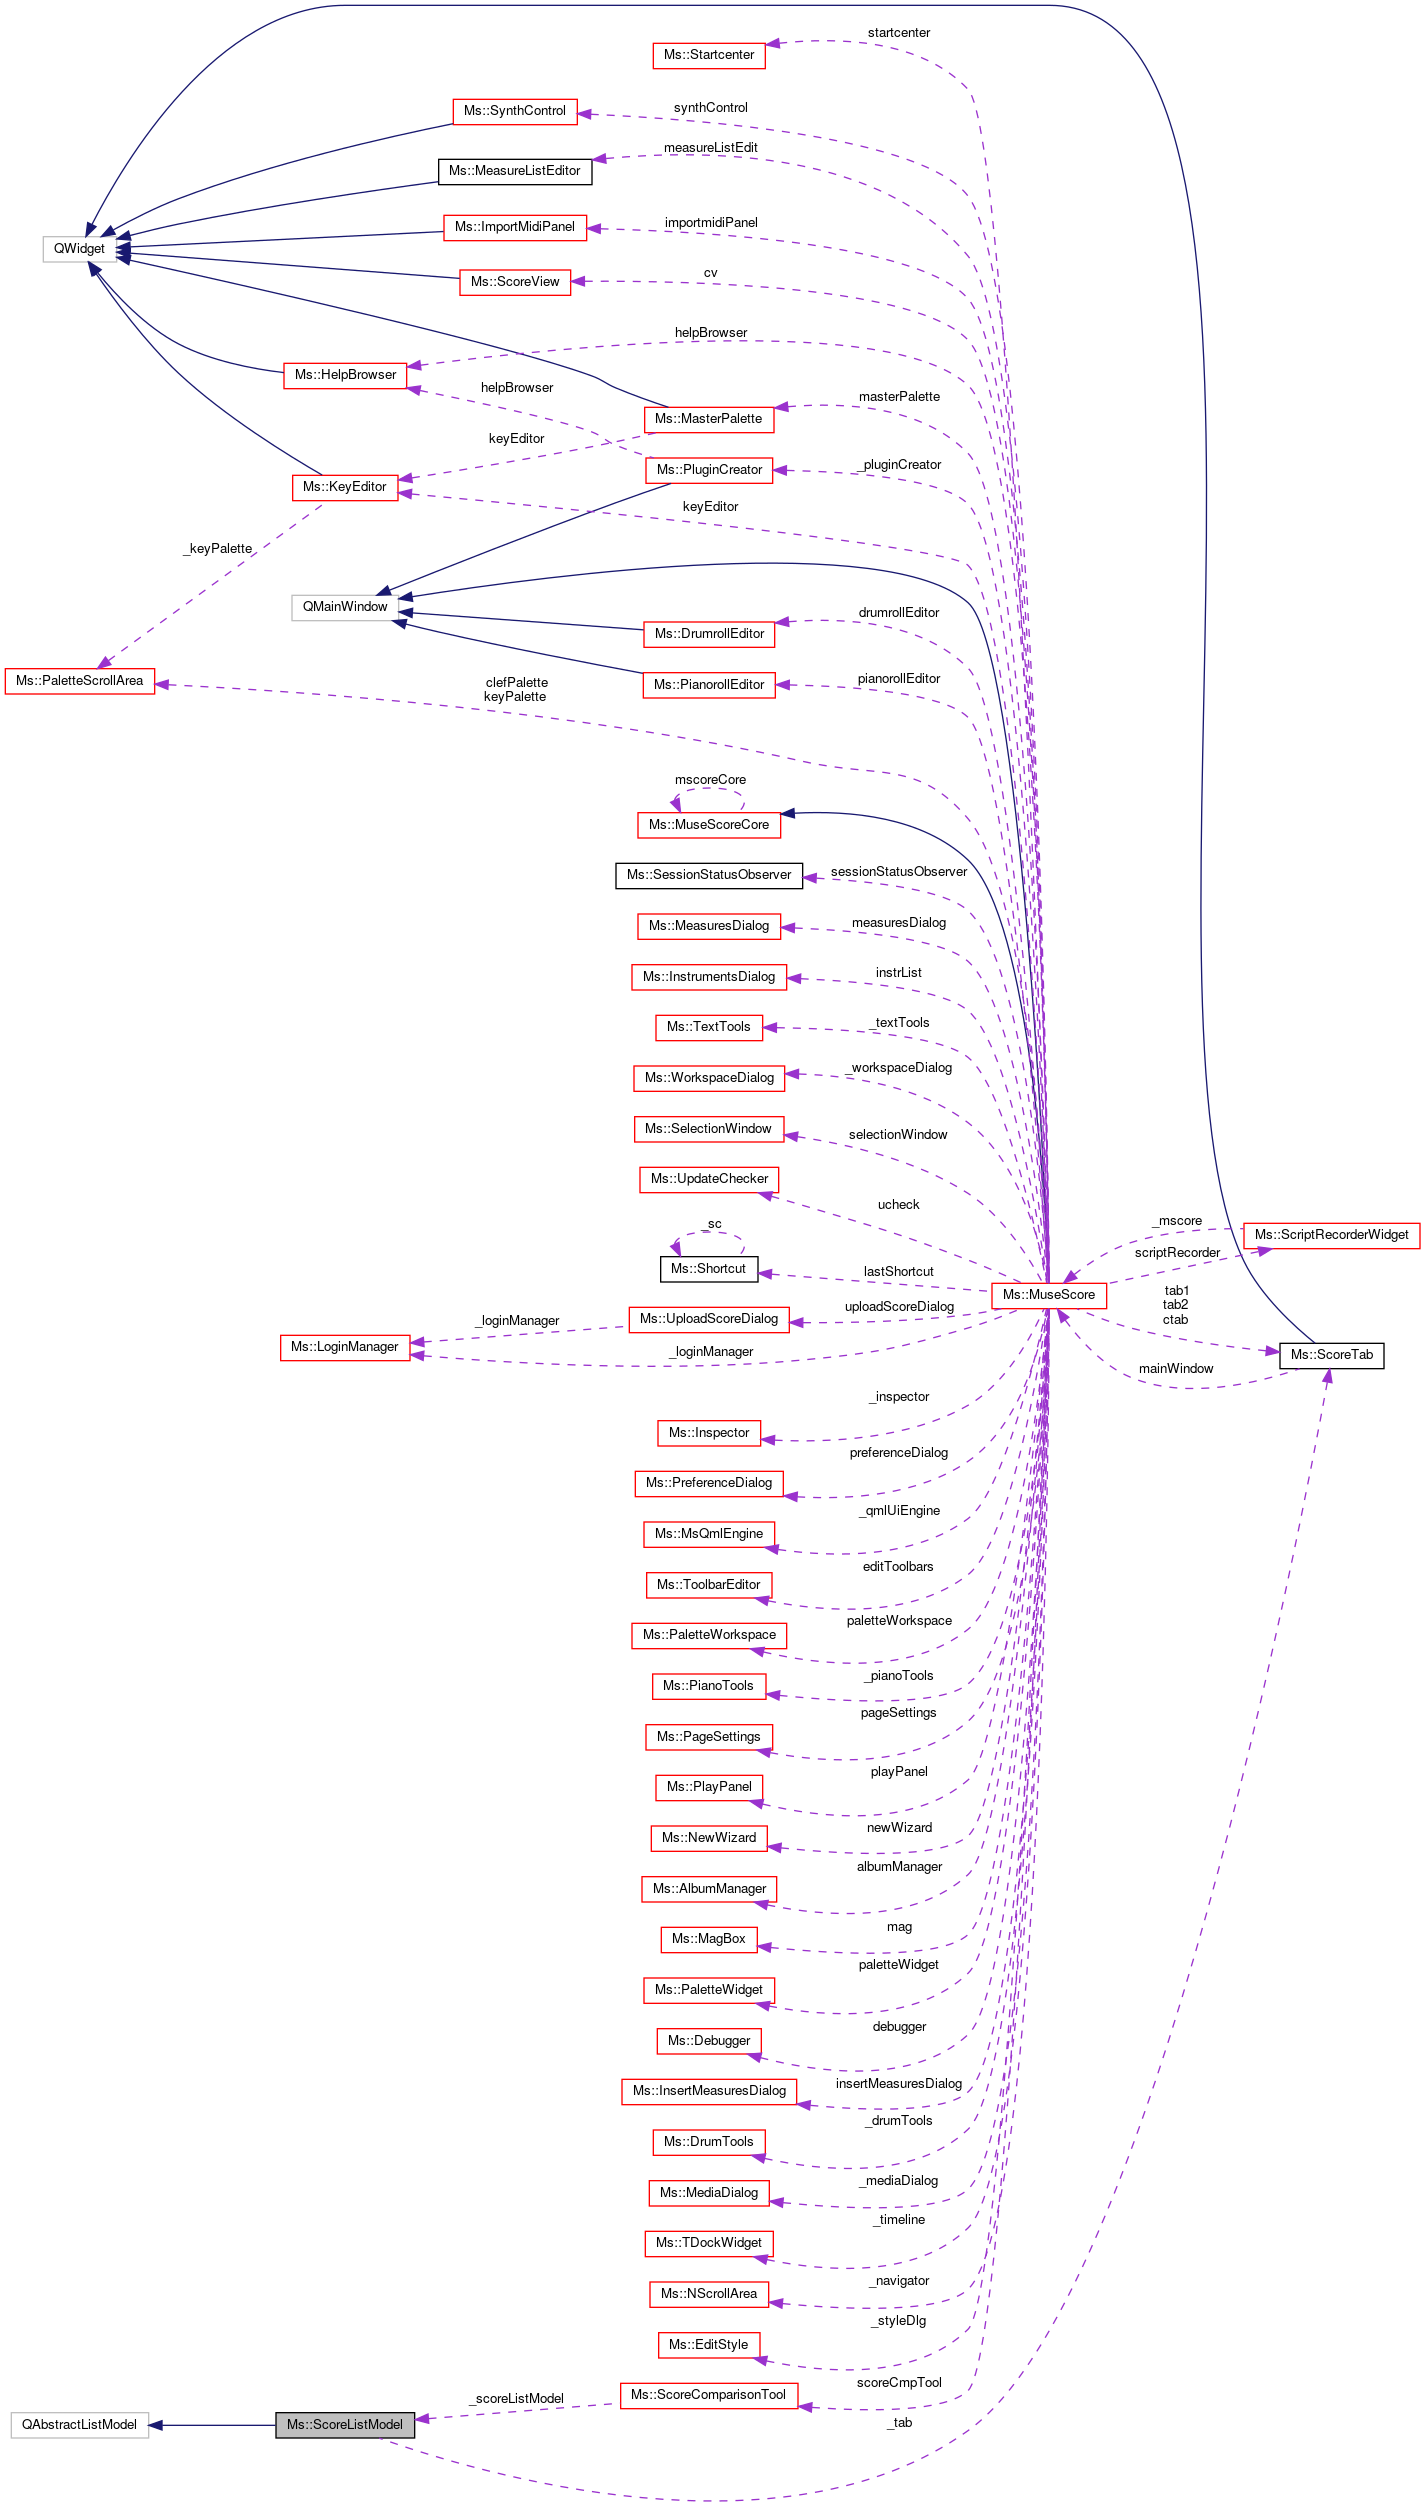 startcenter
Ms::Startcenter
synthControl
Ms::SynthControl
measureListEdit
Ms::MeasureListEditor
importmidiPanel
Ms::ImportMidiPanel
QWidget
cv
Ms::ScoreView
helpBrowser
Ms::HelpBrowser
helpBrowser
masterPalette
Ms::MasterPalette
keyEditor
_pluginCreator
Ms::PluginCreator
Ms::KeyEditor
keyEditor
_keyPalette
QMainWindow
drumrollEditor
Ms::DrumrollEditor
Ms::PaletteScrollArea
clefPalette
keyPalette
pianorollEditor
Ms::PianorollEditor
mscoreCore
Ms::MuseScoreCore
sessionStatusObserver
Ms::SessionStatusObserver
measuresDialog
Ms::MeasuresDialog
instrList
Ms::InstrumentsDialog
_textTools
Ms::TextTools
_workspaceDialog
Ms::WorkspaceDialog
selectionWindow
Ms::SelectionWindow
Ms::UpdateChecker
ucheck
_sc
_mscore
Ms::ScriptRecorderWidget
scriptRecorder
Ms::Shortcut
lastShortcut
Ms::MuseScore
tab1
tab2
ctab
uploadScoreDialog
Ms::UploadScoreDialog
_loginManager
Ms::LoginManager
_loginManager
Ms::ScoreTab
mainWindow
_inspector
Ms::Inspector
preferenceDialog
Ms::PreferenceDialog
_qmlUiEngine
Ms::MsQmlEngine
editToolbars
Ms::ToolbarEditor
paletteWorkspace
Ms::PaletteWorkspace
_pianoTools
Ms::PianoTools
pageSettings
Ms::PageSettings
playPanel
Ms::PlayPanel
newWizard
Ms::NewWizard
albumManager
Ms::AlbumManager
mag
Ms::MagBox
paletteWidget
Ms::PaletteWidget
debugger
Ms::Debugger
insertMeasuresDialog
Ms::InsertMeasuresDialog
_drumTools
Ms::DrumTools
_mediaDialog
Ms::MediaDialog
_timeline
Ms::TDockWidget
_navigator
Ms::NScrollArea
_styleDlg
Ms::EditStyle
scoreCmpTool
Ms::ScoreComparisonTool
_scoreListModel
QAbstractListModel
Ms::ScoreListModel
_tab